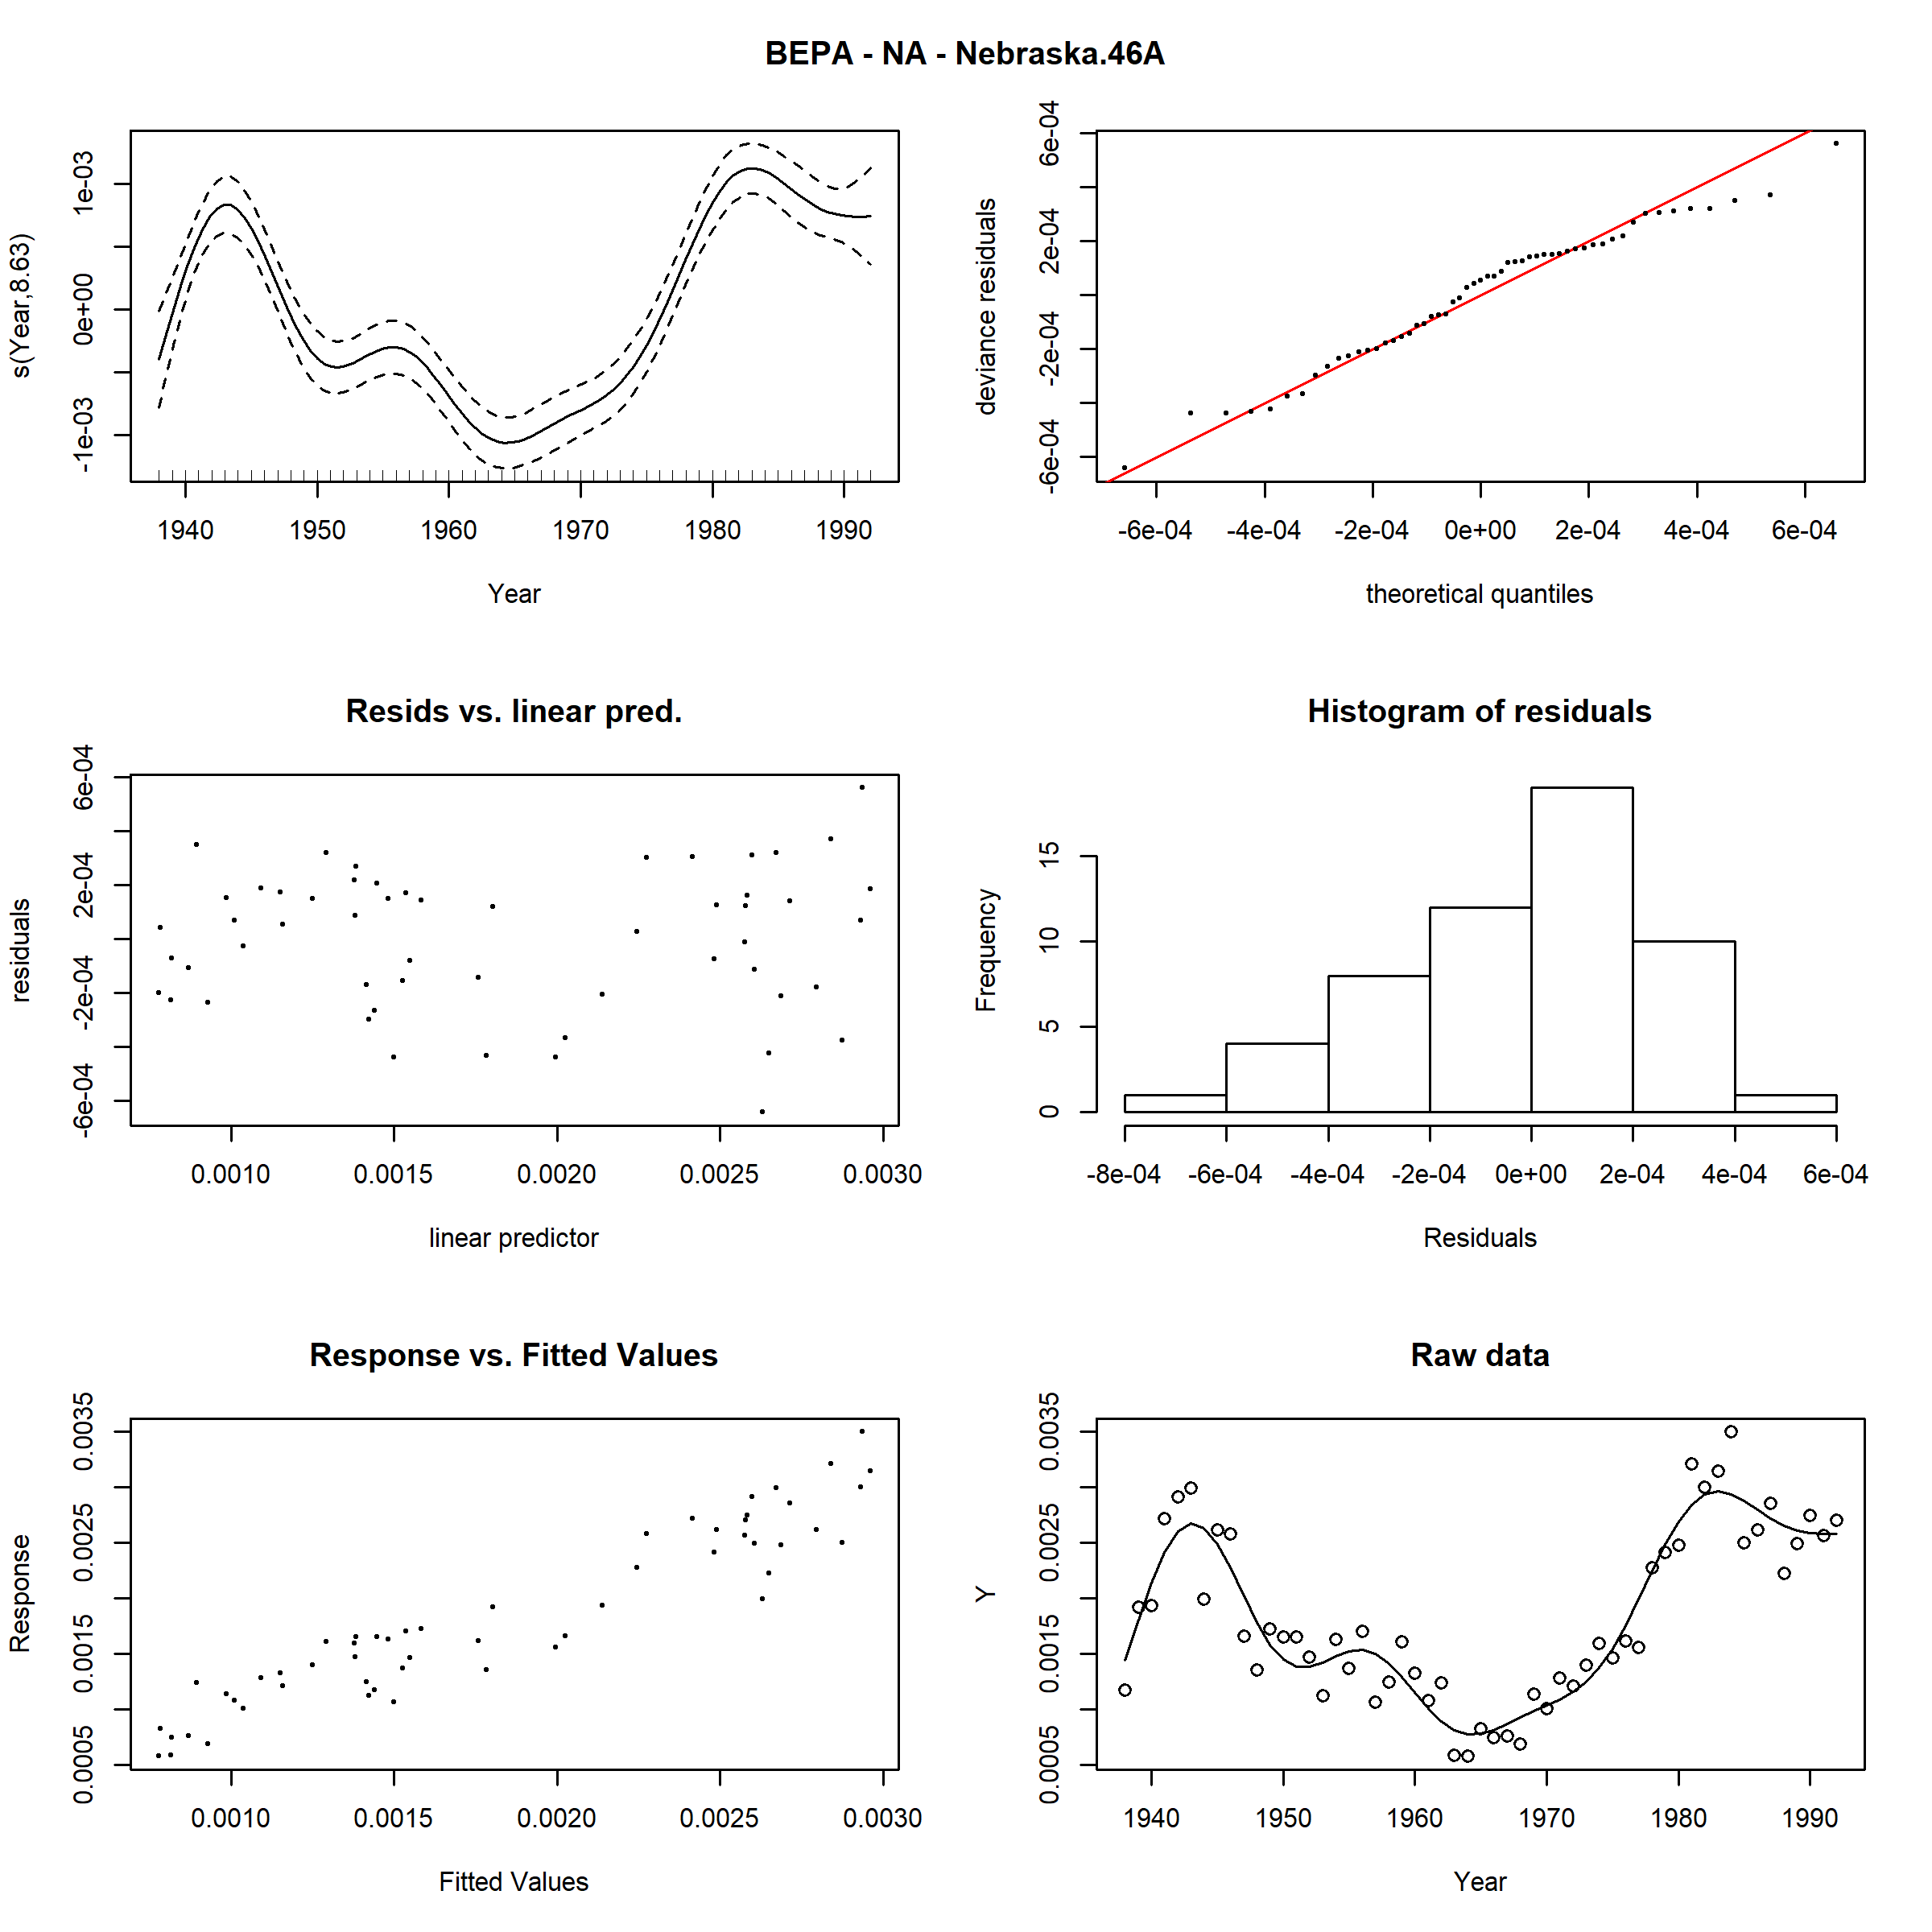 BEPA - NA - Nebraska.46A
s(Year,8.63)
1e-03
0e+00
-1e-03
1940 1950 1960 1970 1980 1990
Year
deviance residuals
6e-04
2e-04
-2e-04
-6e-04
-6e-04 -4e-04 -2e-04 0e+00 2e-04 4e-04 6e-04
theoretical quantiles
Resids vs. linear pred.
residuals
6e-04
2e-04
-2e-04
-6e-04
0.0010 0.0015 0.0020 0.0025 0.0030
linear predictor
Histogram of residuals
Frequency
15
10
5
0
-8e-04 -6e-04 -4e-04 -2e-04 0e+00 2e-04 4e-04 6e-04
Residuals
Response vs. Fitted Values
Response
0.0035
0.0025
0.0015
0.0005
0.0010 0.0015 0.0020 0.0025 0.0030
Fitted Values
Raw data
Y
0.0035
0.0025
0.0015
0.0005
1940 1950 1960 1970 1980 1990
Year